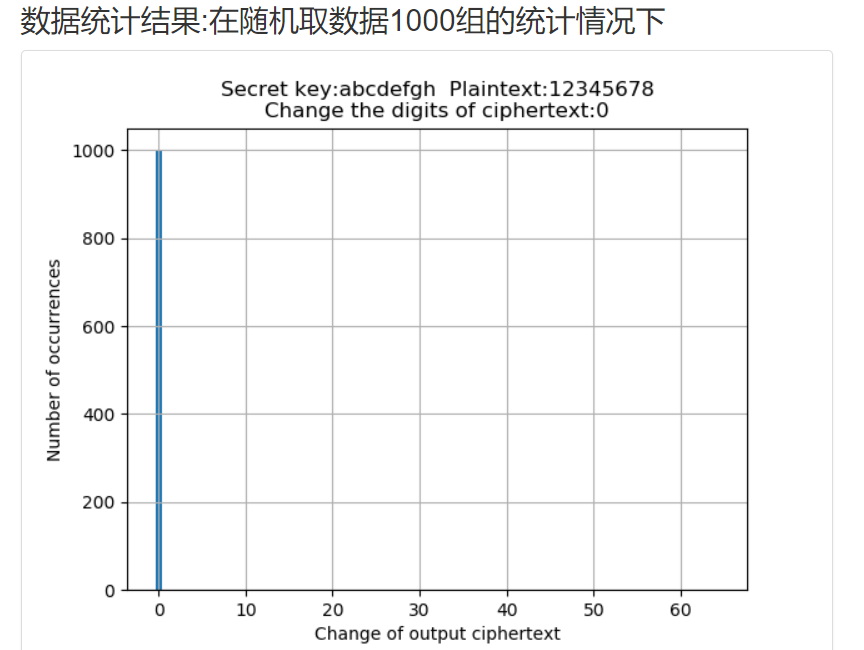 数据统计结果:在随机取数据1000组的统计情况下
Secret key:abcdefgh  Plaintext:12345678
Change the digits of ciphertext:0
1000
800
600
400
200
0
Number of occurrences
0 10 20 30 40 50 60
Change of output ciphertext